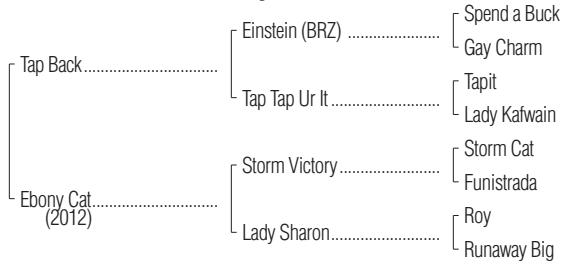 Spend a Buck
Einstein (BRZ) ....................
Gay Charm
Tap Back..............................
Tapit
Tap Tap Ur It........................
Lady Kafwain
Storm Cat
Storm Victory......................
Funistrada
Ebony Cat............................
(2012)
Roy
Lady Sharon........................
Runaway Big